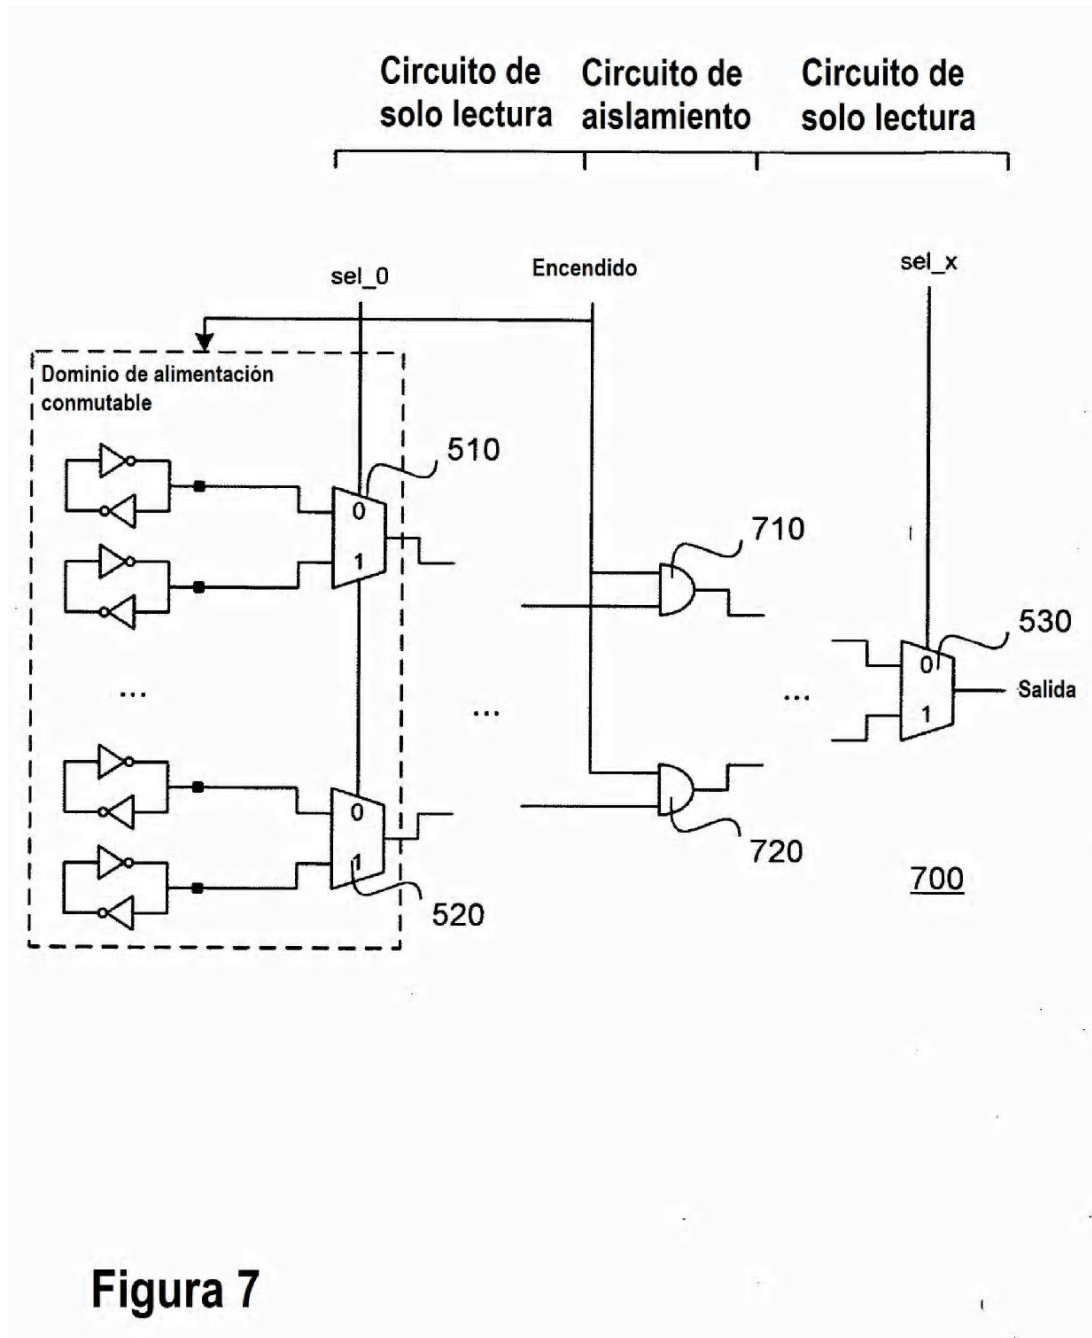 Circuito de solo lectura
Circuito de aislamiento
Circuito de solo lectura
sel_0
Encendido
sel_x
Dominio de alimentación
conmutable
510
0
1
710
530
0
1
Salida
...
...
...
0
1
520
720
700
Figura 7